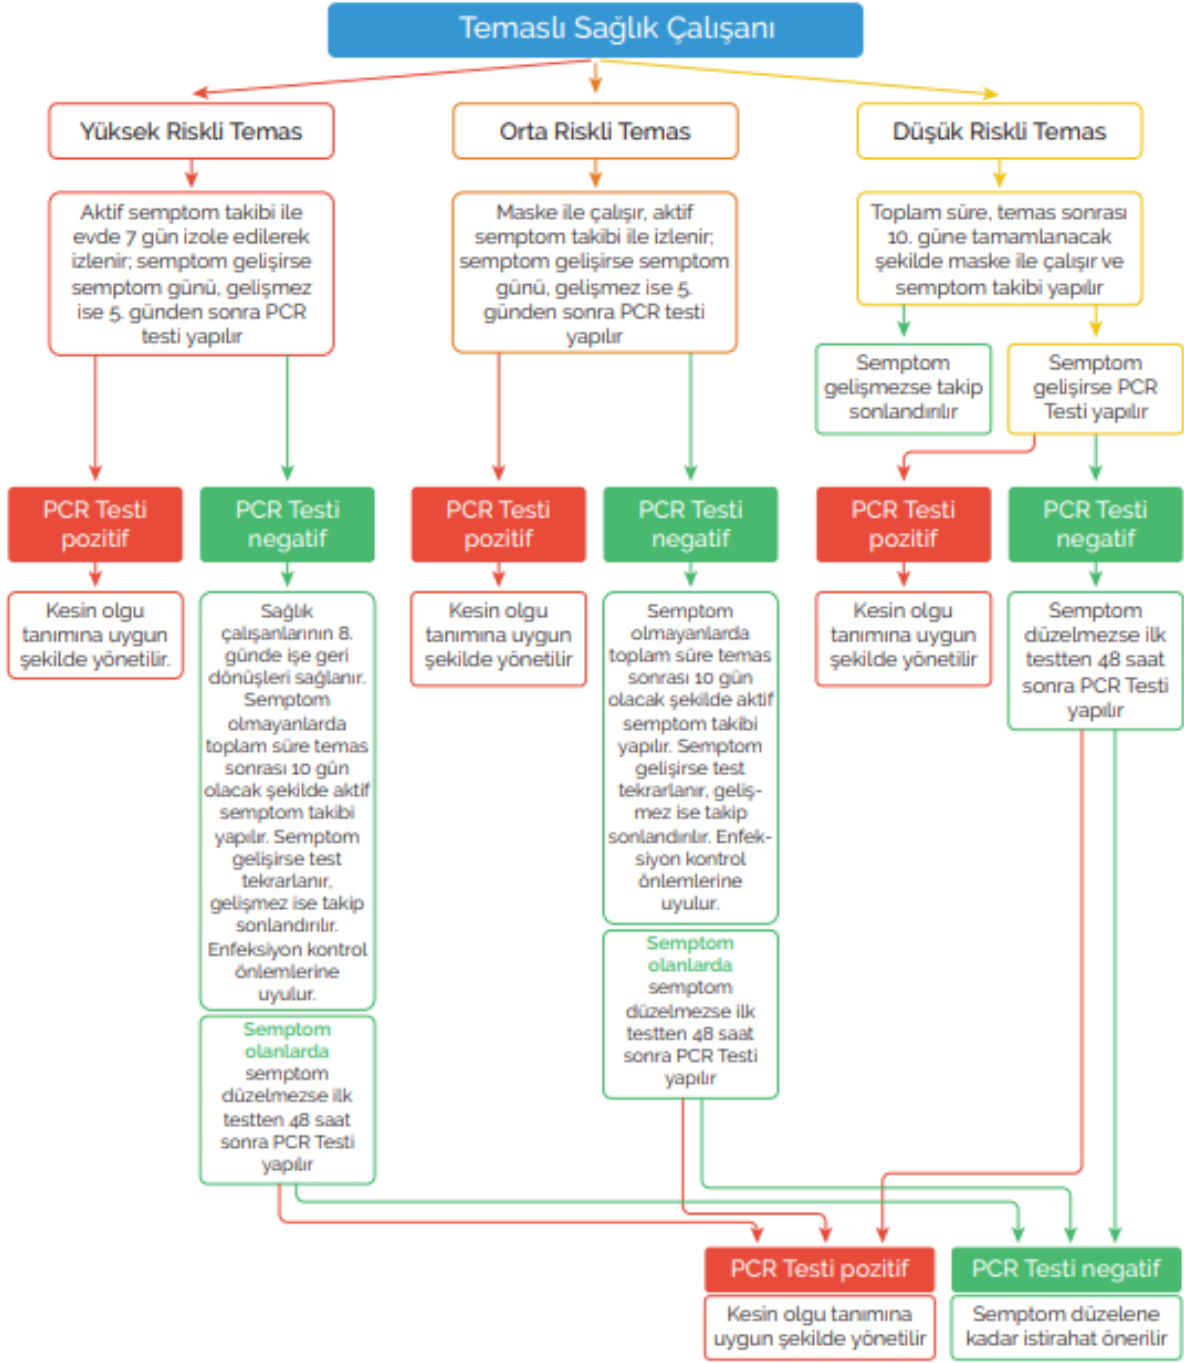 Temaslı Sağlık Çalışanı
Yüksek Riskli Temas
Orta Riskli Temas
Düşük Riskli Temas
Aktif semptom takibi ile
evde 7 gün izole edilerek
izlenir; semptom gelişirse
semptom günü, gelişmez
ise 5. günden sonra PCR
testi yapılır
Maske ile çalışır, aktif
semptom takibi ile izlenir;
semptom gelişirse semptom
günü, gelişmez ise 5.
günden sonra PCR testi
yapılır
Toplam süre, temas sonrası
10. güne tamamlanacak
şekilde maske ile çalışır ve
semptom takibi yapılır
Semptom
gelişmezse takip
sonlandırılır
Semptom
gelişirse PCR
Testi yapılır
PCR Testi
pozitif
PCR Testi
negatif
PCR Testi
pozitif
PCR Testi
negatif
PCR Testi
pozitif
PCR Testi
negatif
Kesin olgu
tanımına uygun
şekilde yönetilir.
Sağlık
çalışanlarının 8.
günde işe geri
dönüşleri sağlanır.
Semptom
olmayanlarda
toplam süre temas
sonrası 10 gün
olacak şekilde aktif
semptom takibi
yapılır. Semptom
gelişirse test
tekrarlanır,
gelişmez ise takip
sonlandırılır.
Enfeksiyon kontrol
önlemlerine
uyulur.
Semptom
olanlarda
semptom
düzelmezse ilk
testten 48 saat
sonra PCR Testi
yapılır
Kesin olgu
tanımına uygun
şekilde yönetilir
Semptom
olmayanlarda
toplam süre temas
sonrası 10 gün
olacak şekilde aktif
semptom takibi
yapılır. Semptom
gelişirse test
tekrarlanır, geliş-
mez ise takip
sonlandırılır. Enfek-
siyon kontrol
önlemlerine
uyulur.
Semptom
olanlarda
semptom
düzelmezse ilk
testten 48 saat
sonra PCR Testi
yapılır
Kesin olgu
tanımına uygun
şekilde yönetilir
Semptom
düzelmezse ilk
testten 48 saat
sonra PCR Testi
yapılır
PCR Testi pozitif
Kesin olgu tanımına
uygun şekilde yönetilir
PCR Testi negatif
Semptom düzelene
kadar istirahat önerilir